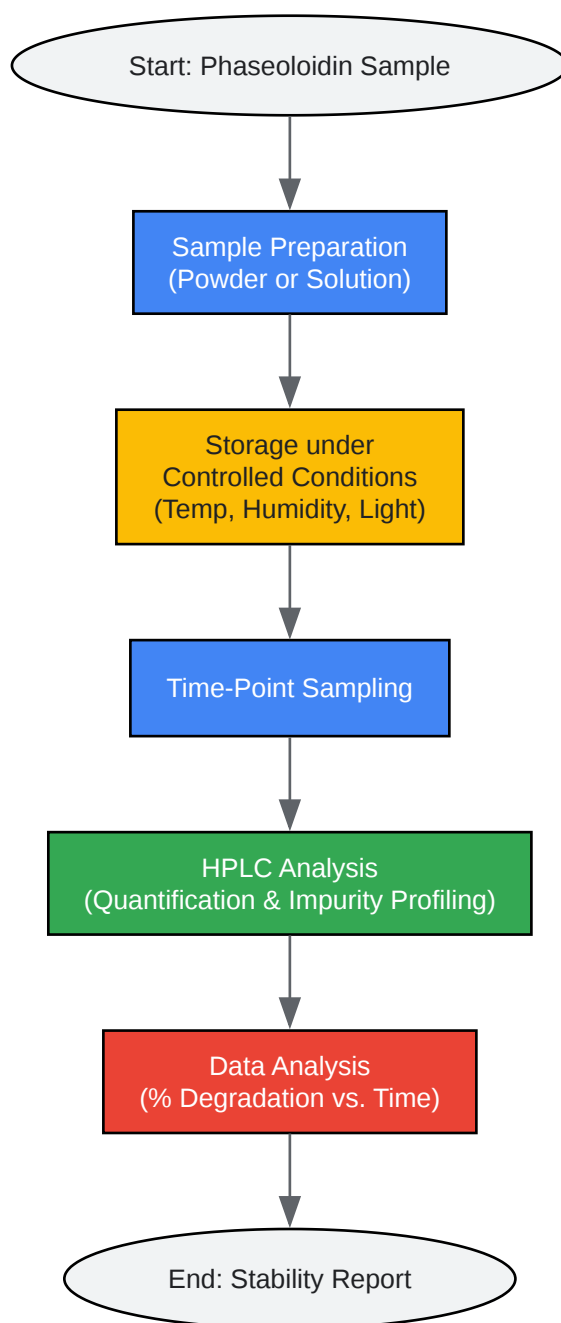 Start: Phaseoloidin Sample
Sample Preparation
(Powder or Solution)
Storage under
Controlled Conditions
(Temp, Humidity, Light)
Time-Point Sampling
HPLC Analysis
(Quantification & Impurity Profiling)
Data Analysis
(% Degradation vs. Time)
End: Stability Report